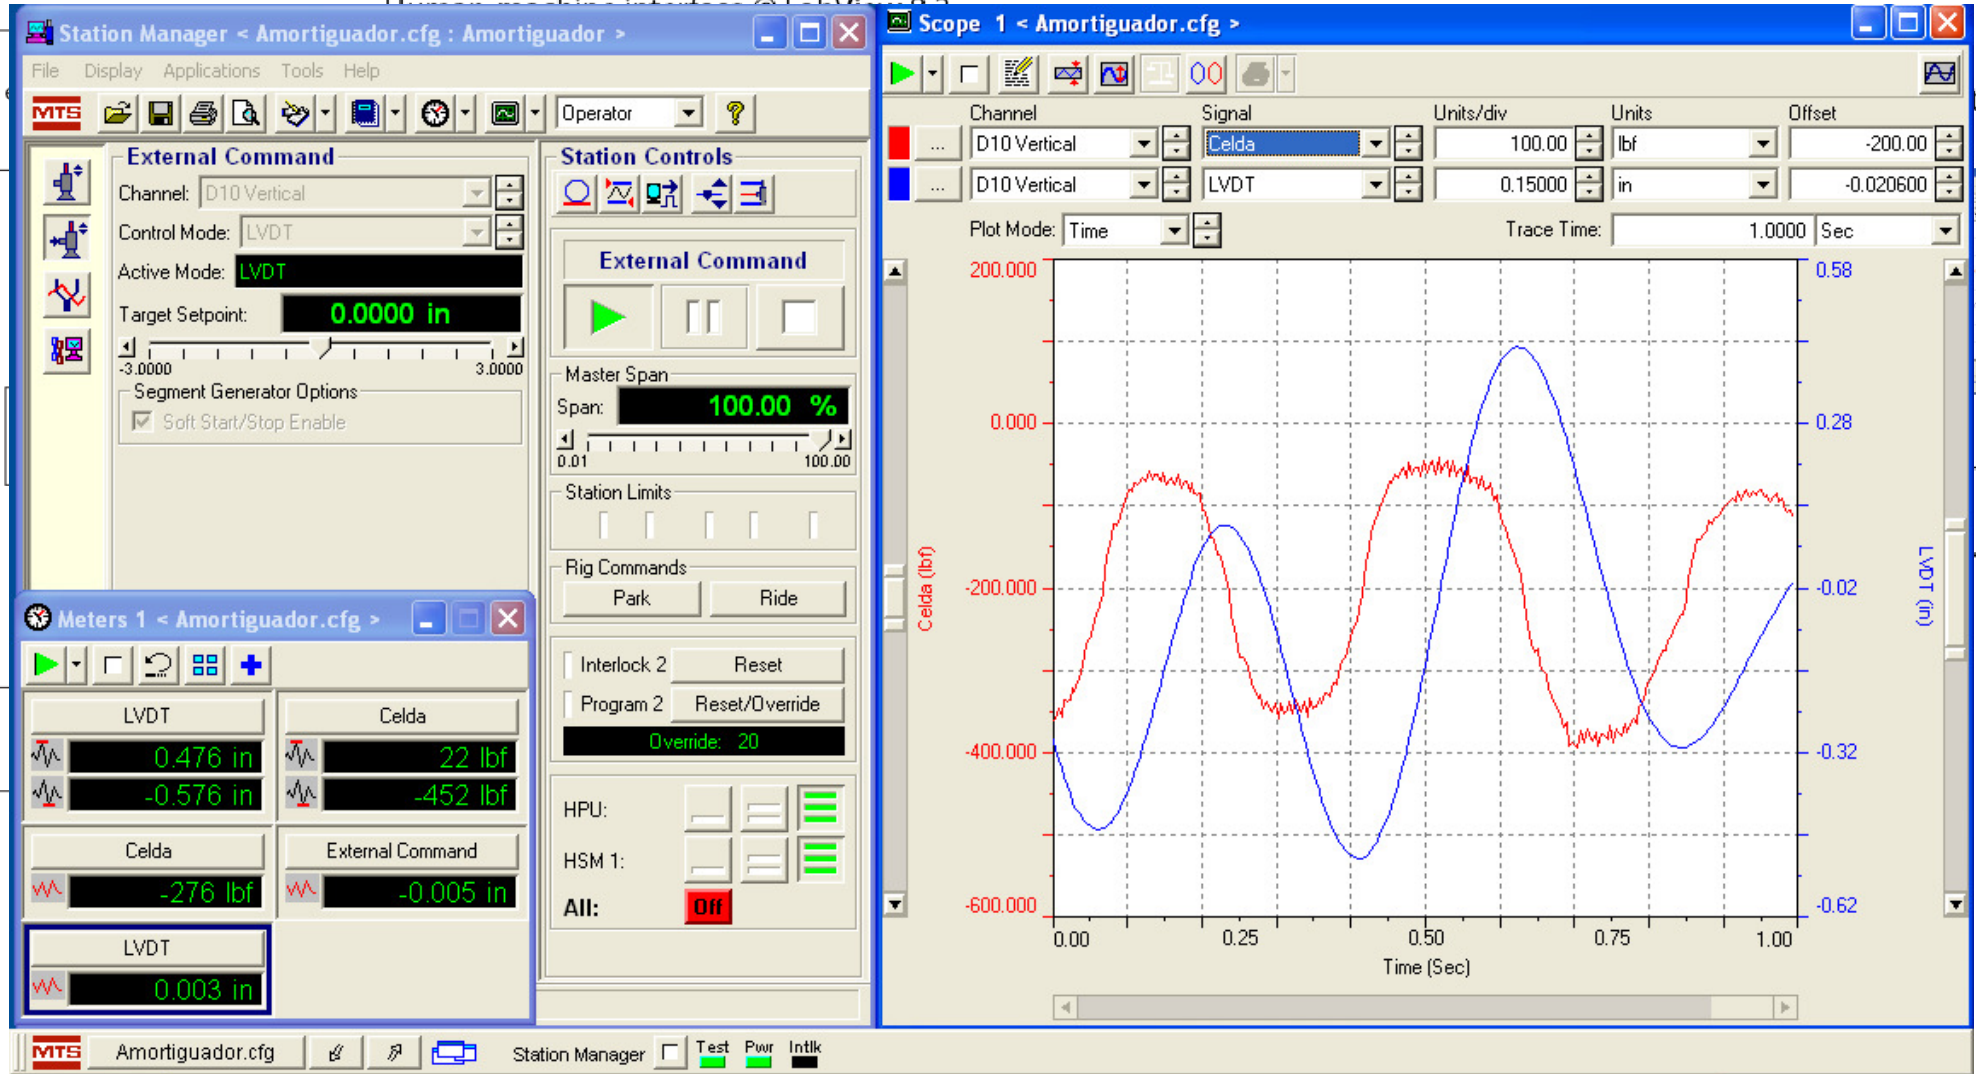 Human-machine interface @ LabView 8.2
Station Manager < Amortiguador.cfg : Amortiguador >
File Display Applications Tools Help
MTS Operator ?
External Command
Channel: D10 Vertical
Control Mode: LVDT
Active Mode: LVDT
Target Setpoint: 0.0000 in
-3.0000 3.0000
Segment Generator Options
Soft Start/Stop Enable
Station Controls
External Command
Master Span
Span: 100.00 %
0.01 100.00
Station Limits
Rig Commands
Park Ride
Interlock 2 Reset
Program 2 Reset/Override
Override: 20
HPU:
HSM 1:
All: Off
Meters 1 < Amortiguador.cfg >
LVDT Celda
0.476 in 22 lbf
-0.576 in -452 lbf
Celda External Command
-276 lbf -0.005 in
LVDT
0.003 in
Scope 1 < Amortiguador.cfg >
Channel Signal Units/div Units Offset
... D10 Vertical Celda 100.00 lbf -200.00
... D10 Vertical LVDT 0.15000 in -0.020600
Plot Mode: Time Trace Time: 1.0000 Sec
200.000 0.58
0.000 0.28
-200.000 -0.02
-400.000 -0.32
-600.000 -0.62
Celda (lbf)
LVDT (in)
0.00 0.25 0.50 0.75 1.00
Time (Sec)
MTS Amortiguador.cfg Station Manager Test Pwr Intlk